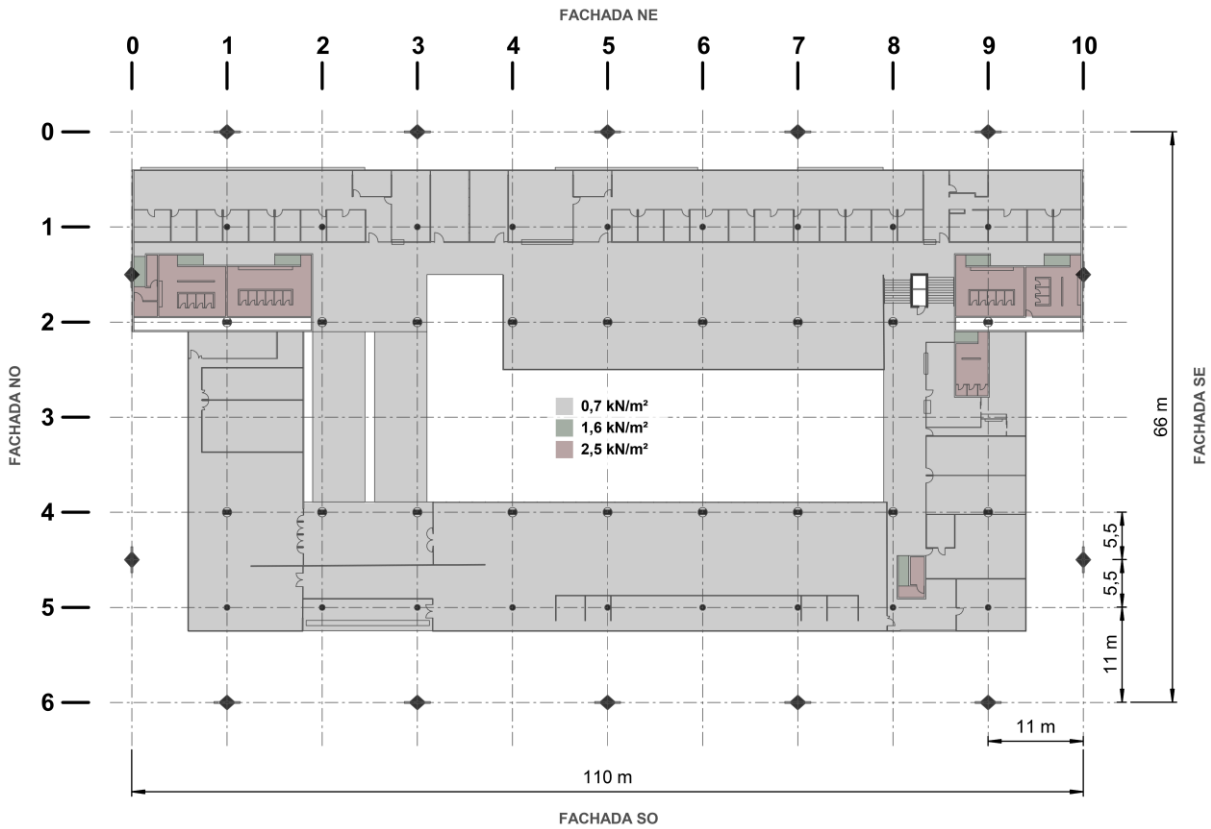 FACHADA NE
0 1 2 3 4 5 6 7 8 9 10
0
1
2
3
4
5
6
FACHADA NO
0,7 kN/m²
1,6 kN/m²
2,5 kN/m²
FACHADA SE
66 m
5,5
5,5
11 m
11 m
110 m
FACHADA SO